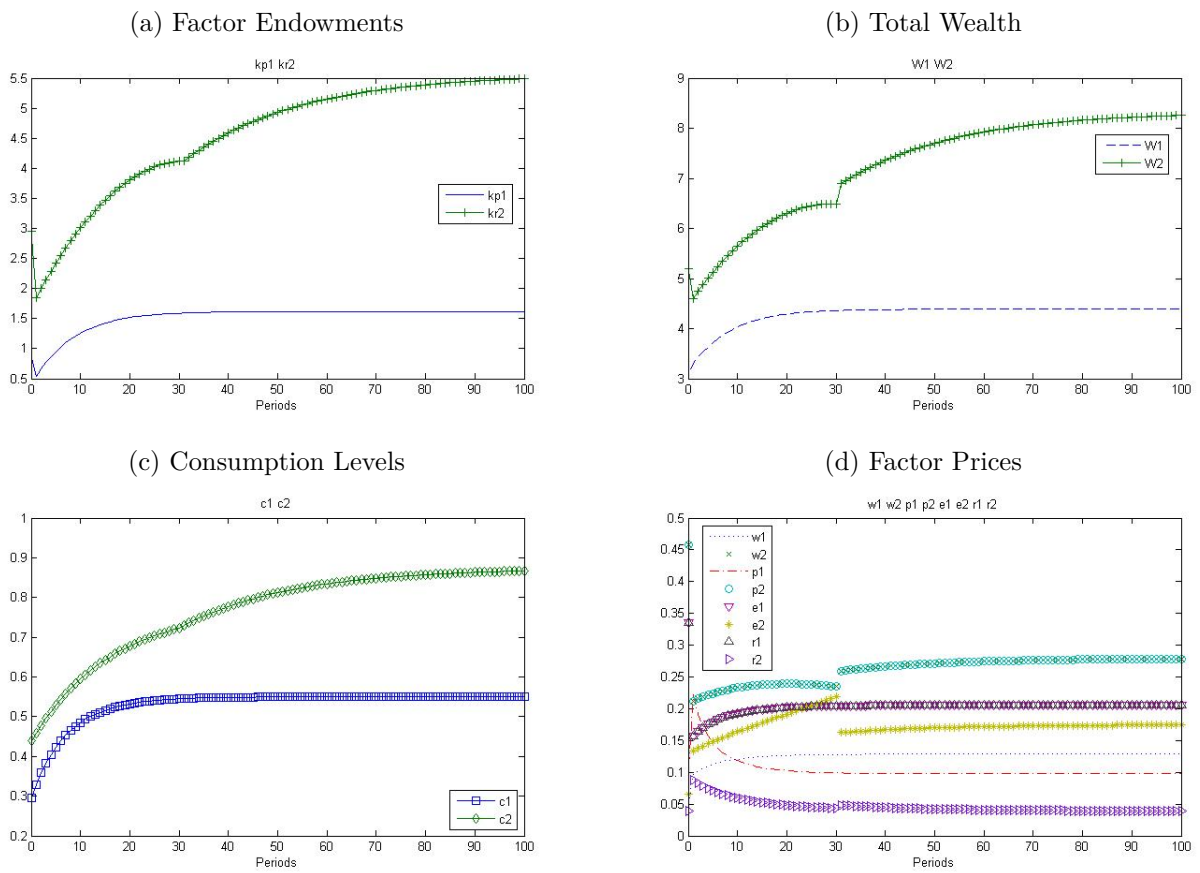 (a) Factor Endowments
kp1 kr2
5.5
5
4.5
4
3.5
3
2.5
2
1.5
1
0.5
kp1
kr2
0 10 20 30 40 50 60 70 80 90 100
Periods
(b) Total Wealth
W1 W2
9
8
7
6
5
4
3
W1
W2
0 10 20 30 40 50 60 70 80 90 100
Periods
(c) Consumption Levels
c1 c2
1
0.9
0.8
0.7
0.6
0.5
0.4
0.3
0.2
c1
c2
0 10 20 30 40 50 60 70 80 90 100
Periods
(d) Factor Prices
w1 w2 p1 p2 e1 e2 r1 r2
0.5
0.45
0.4
0.35
0.3
0.25
0.2
0.15
0.1
0.05
0
w1
w2
p1
p2
e1
e2
r1
r2
0 10 20 30 40 50 60 70 80 90 100
Periods